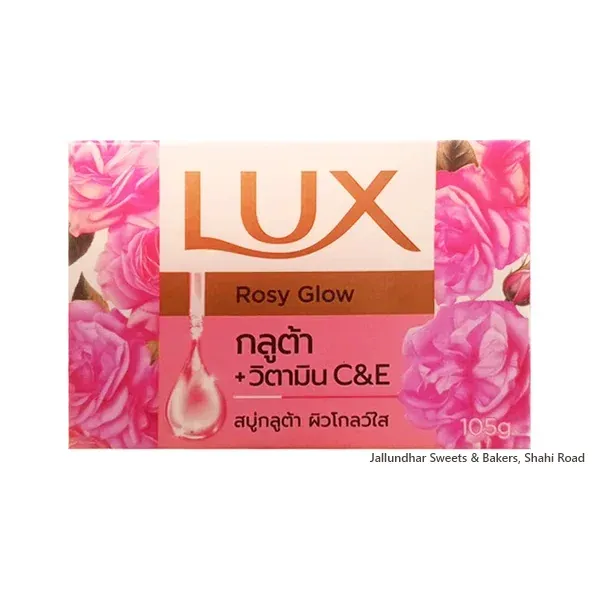 LUX
Rosy Glow
กลูต้า
+วิตามิน C&E
สบู่กลูต้า ผิวโกลว์ใส
105g
Jallundhar Sweets & Bakers, Shahi Road